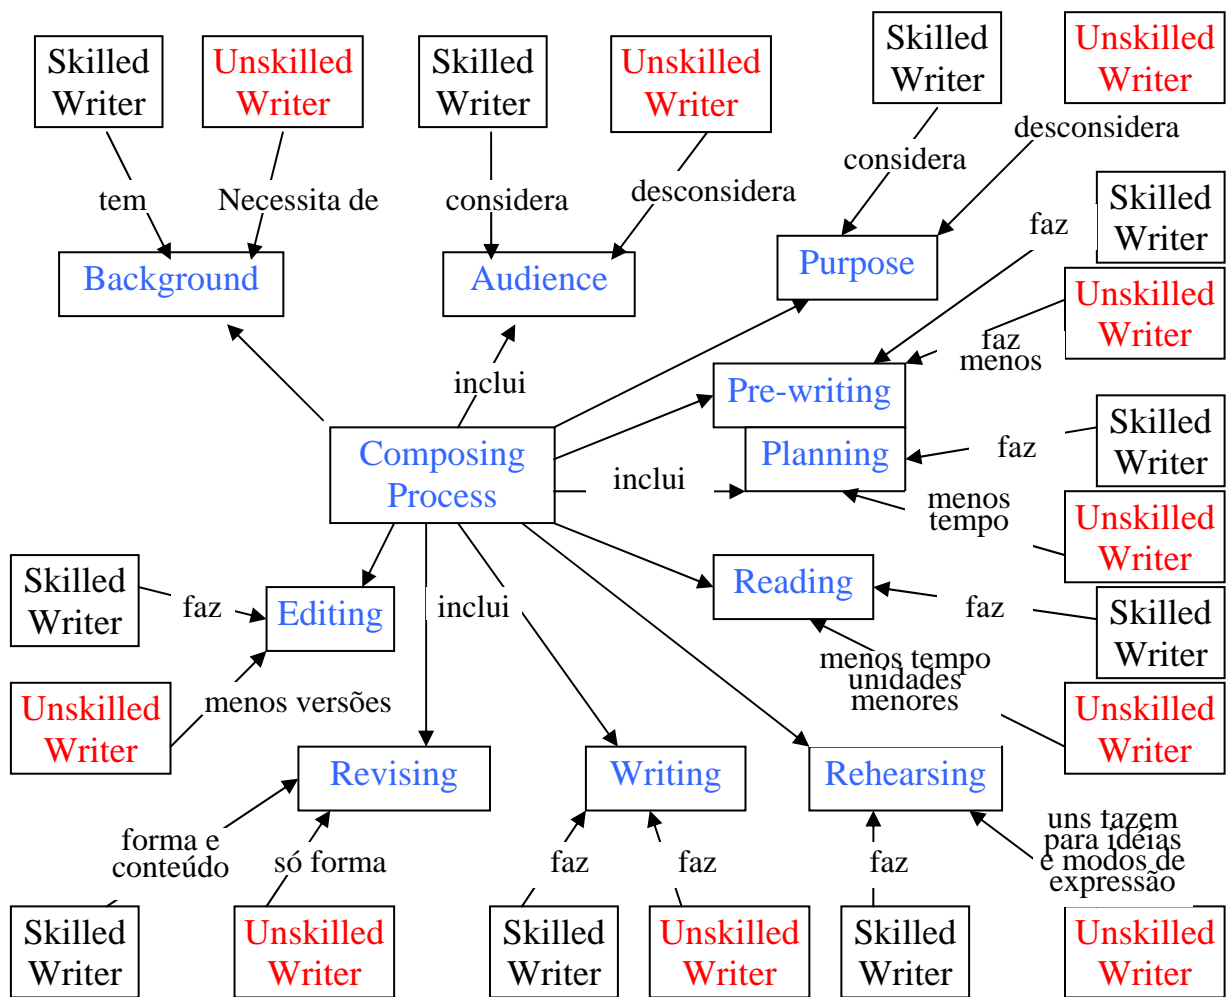 Skilled
Writer
Unskilled
Writer
Skilled
Writer
Unskilled
Writer
Skilled
Writer
Unskilled
Writer
tem
Necessita de
considera
desconsidera
considera
desconsidera
Background
Audience
Purpose
faz
Skilled
Writer
faz
menos
Unskilled
Writer
inclui
Pre-writing
Composing
Process
inclui
Planning
faz
Skilled
Writer
menos
tempo
Unskilled
Writer
Skilled
Writer
faz
Editing
inclui
Reading
faz
Skilled
Writer
Unskilled
Writer
menos versões
menos tempo
unidades
menores
Unskilled
Writer
Revising
Writing
Rehearsing
forma e
conteúdo
só forma
faz
faz
faz
uns fazem
para idéias
e modos de
expressão
Skilled
Writer
Unskilled
Writer
Skilled
Writer
Unskilled
Writer
Skilled
Writer
Unskilled
Writer